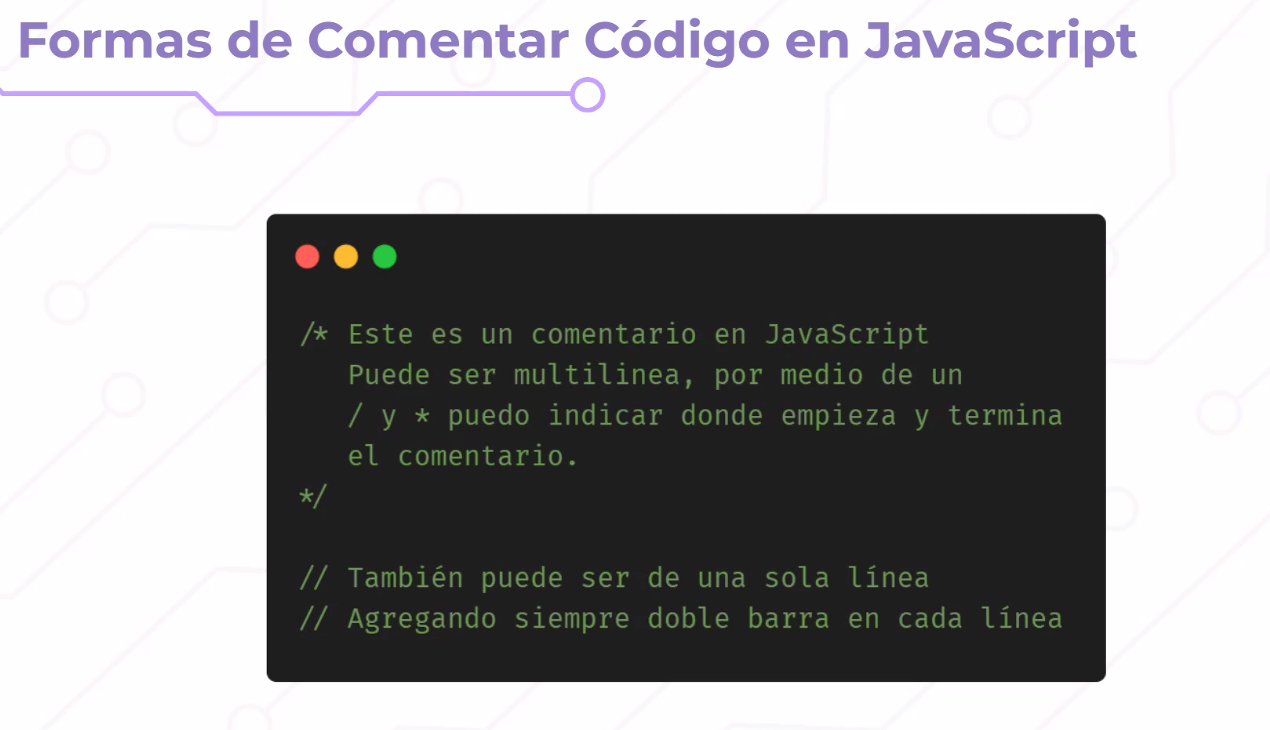 Formas de Comentar Código en JavaScript
/* Este es un comentario en JavaScript
Puede ser multilinea, por medio de un
/ y * puedo indicar donde empieza y termina
el comentario.
*/
// También puede ser de una sola línea
// Agregando siempre doble barra en cada línea